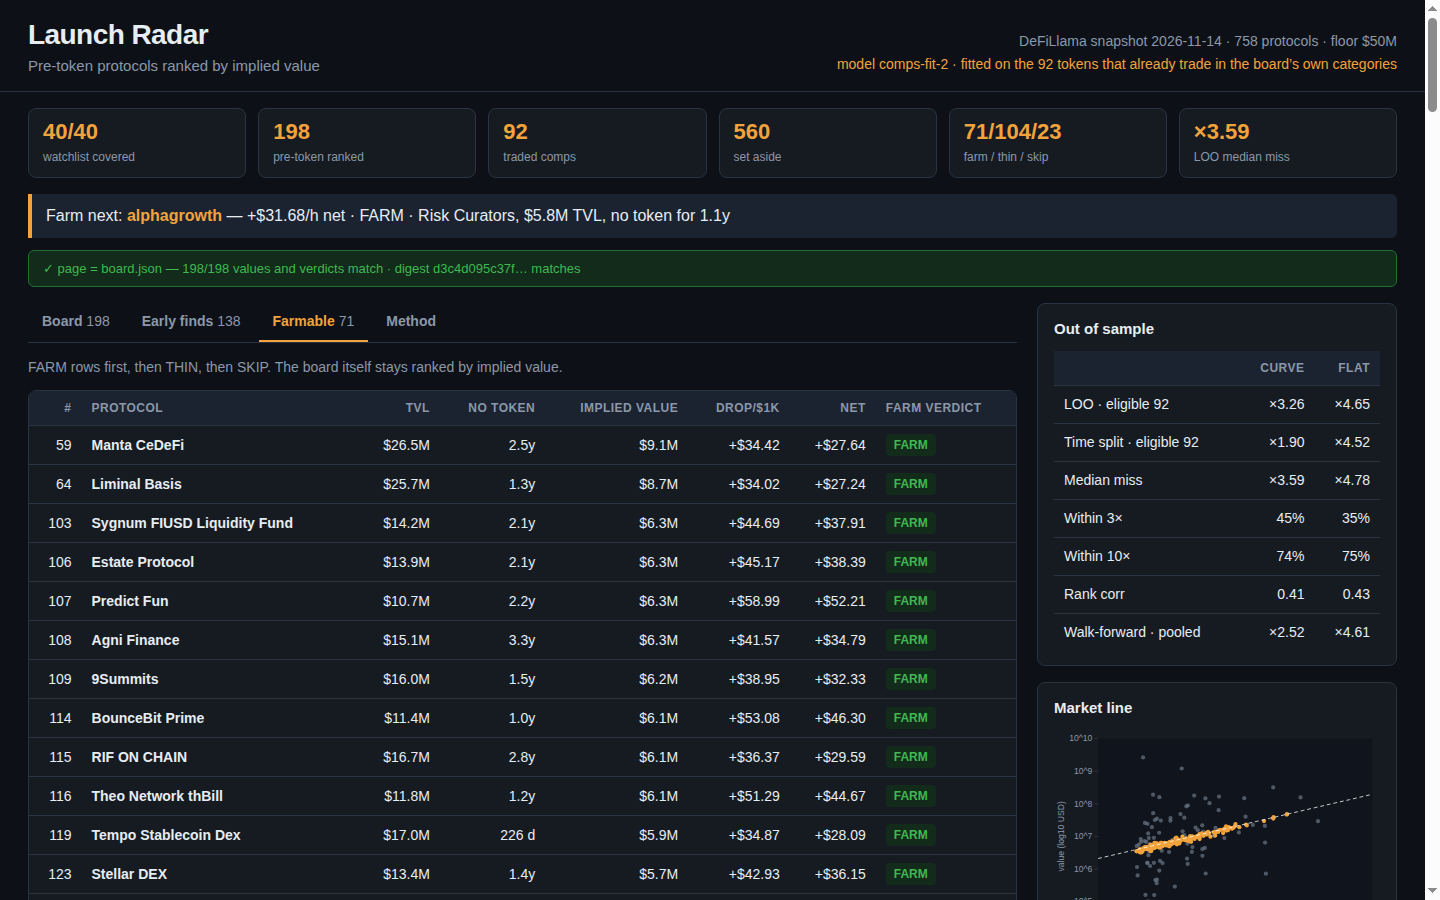 Launch Radar
Pre-token protocols ranked by implied value
DeFiLlama snapshot 2026-11-14 · 758 protocols · floor $50M
model comps-fit-2 · fitted on the 92 tokens that already trade in the board's own categories
40/40
watchlist covered
198
pre-token ranked
92
traded comps
560
set aside
71/104/23
farm / thin / skip
×3.59
LOO median miss
Farm next: alphagrowth — +$31.68/h net · FARM · Risk Curators, $5.8M TVL, no token for 1.1y
✓ page = board.json — 198/198 values and verdicts match · digest d3c4d095c37f… matches
Board 198 Early finds 138 Farmable 71 Method
FARM rows first, then THIN, then SKIP. The board itself stays ranked by implied value.
# PROTOCOL TVL NO TOKEN IMPLIED VALUE DROP/$1K NET FARM VERDICT
59 Manta CeDeFi $26.5M 2.5y $9.1M +$34.42 +$27.64 FARM
64 Liminal Basis $25.7M 1.3y $8.7M +$34.02 +$27.24 FARM
103 Sygnum FIUSD Liquidity Fund $14.2M 2.1y $6.3M +$44.69 +$37.91 FARM
106 Estate Protocol $13.9M 2.1y $6.3M +$45.17 +$38.39 FARM
107 Predict Fun $10.7M 2.2y $6.3M +$58.99 +$52.21 FARM
108 Agni Finance $15.1M 3.3y $6.3M +$41.57 +$34.79 FARM
109 9Summits $16.0M 1.5y $6.2M +$38.95 +$32.33 FARM
114 BounceBit Prime $11.4M 1.0y $6.1M +$53.08 +$46.30 FARM
115 RIF ON CHAIN $16.7M 2.8y $6.1M +$36.37 +$29.59 FARM
116 Theo Network thBill $11.8M 1.2y $6.1M +$51.29 +$44.67 FARM
119 Tempo Stablecoin Dex $17.0M 226 d $5.9M +$34.87 +$28.09 FARM
123 Stellar DEX $13.4M 1.4y $5.7M +$42.93 +$36.15 FARM
Out of sample
CURVE FLAT
LOO · eligible 92 ×3.26 ×4.65
Time split · eligible 92 ×1.90 ×4.52
Median miss ×3.59 ×4.78
Within 3× 45% 35%
Within 10× 74% 75%
Rank corr 0.41 0.43
Walk-forward · pooled ×2.52 ×4.61
Market line
10^10
10^9
10^8
10^7
10^6
value (log10 USD)